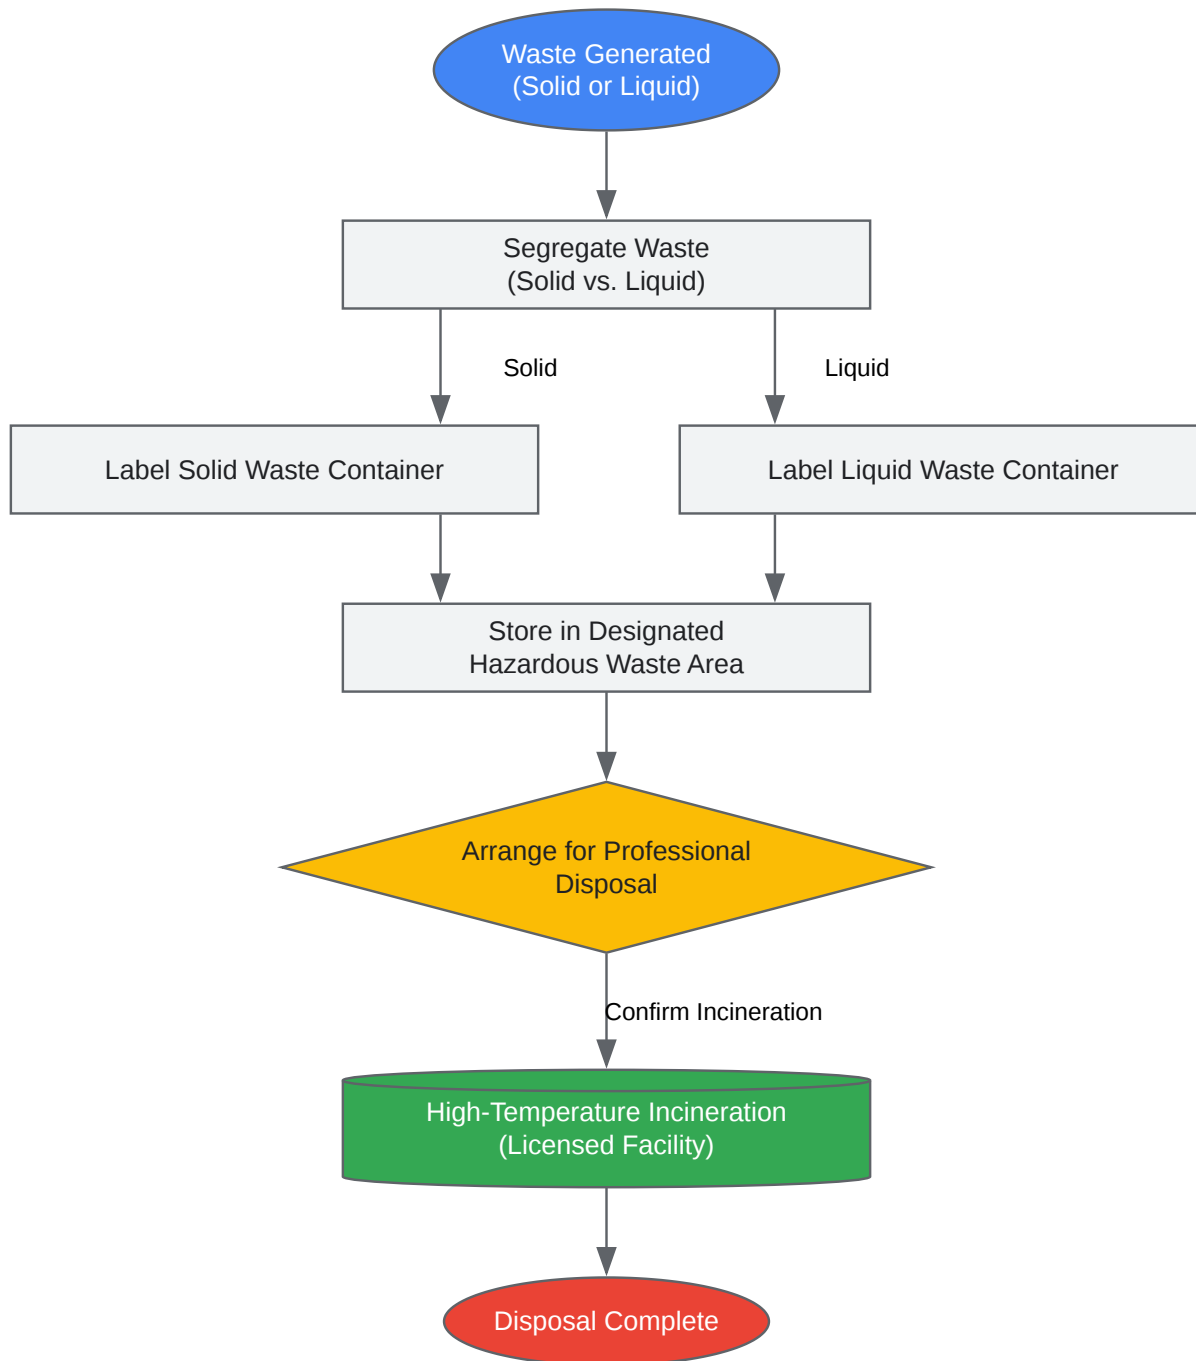 Waste Generated
(Solid or Liquid)
Segregate Waste
(Solid vs. Liquid)
Solid
Liquid
Label Solid Waste Container
Label Liquid Waste Container
Store in Designated
Hazardous Waste Area
Arrange for Professional
Disposal
Confirm Incineration
High-Temperature Incineration
(Licensed Facility)
Disposal Complete